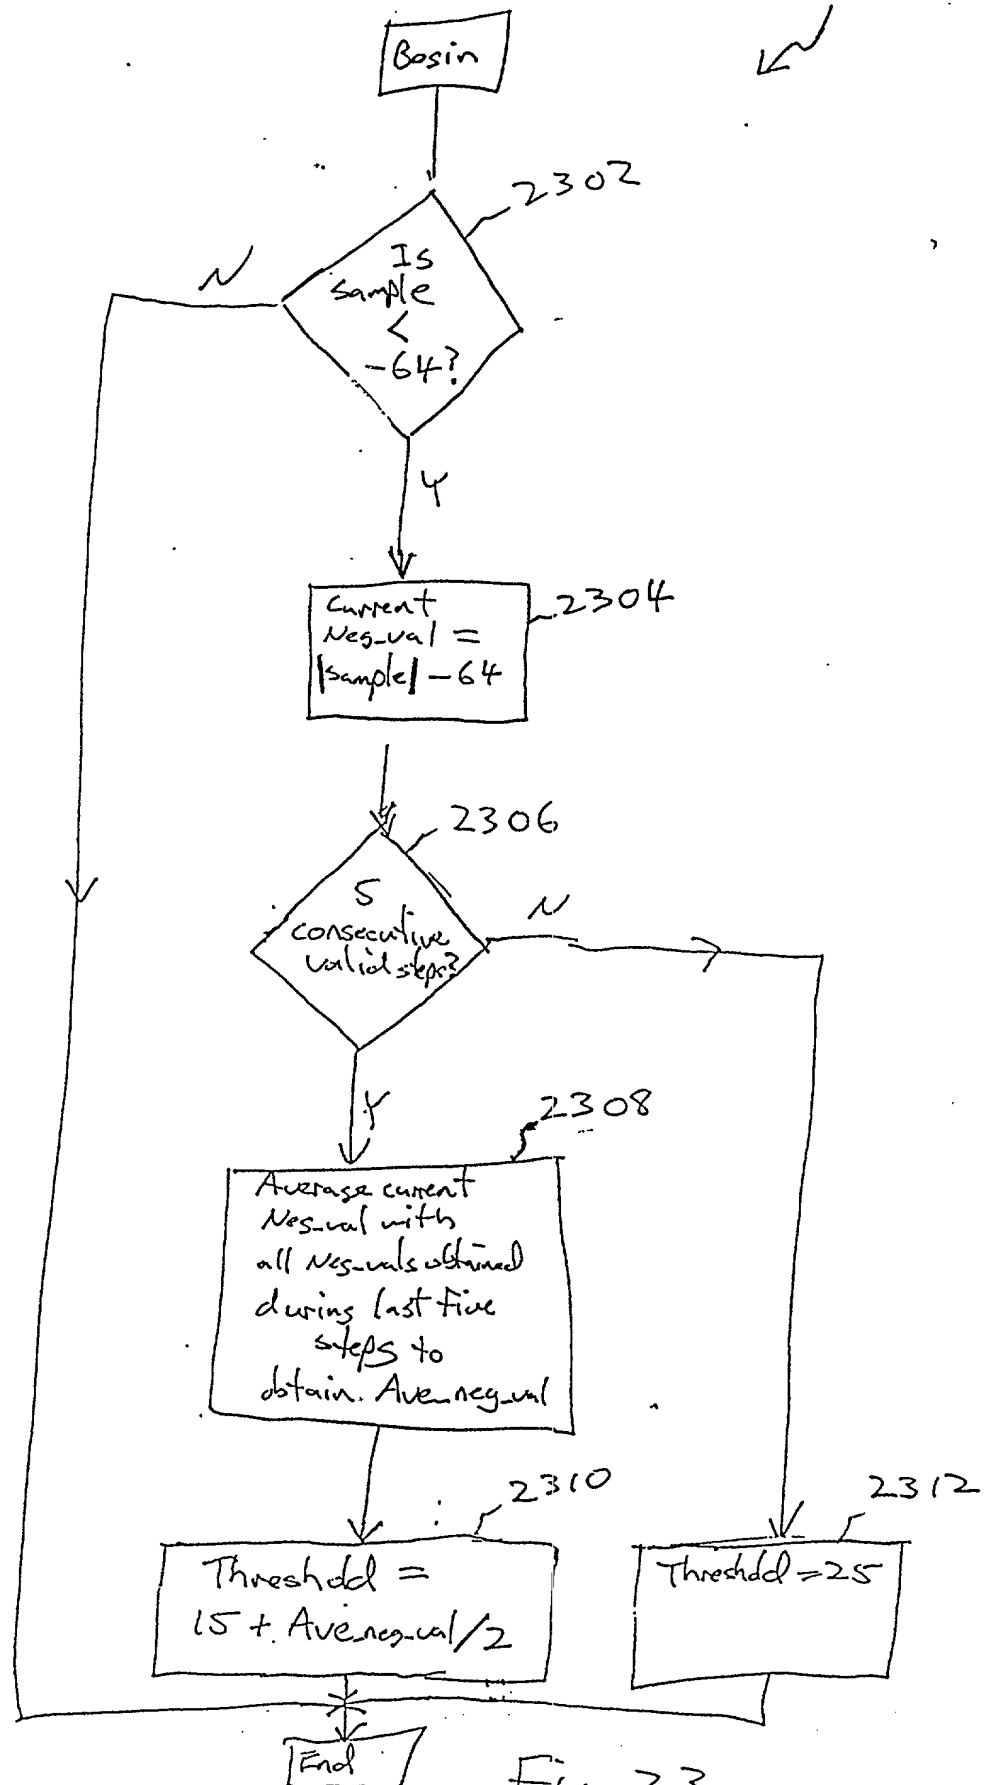 Begin
2302
N
Is
sample
<
-64?
Y
2304
Current
Neg_val =
|sample| - 64
2306
5
consecutive
valid steps?
N
Y
2308
Average current
Neg_val with
all Neg_vals obtained
during last five
steps to
obtain Ave_neg_val
2310
Threshold =
15 + Ave_neg_val/2
2312
Threshold = 25
End